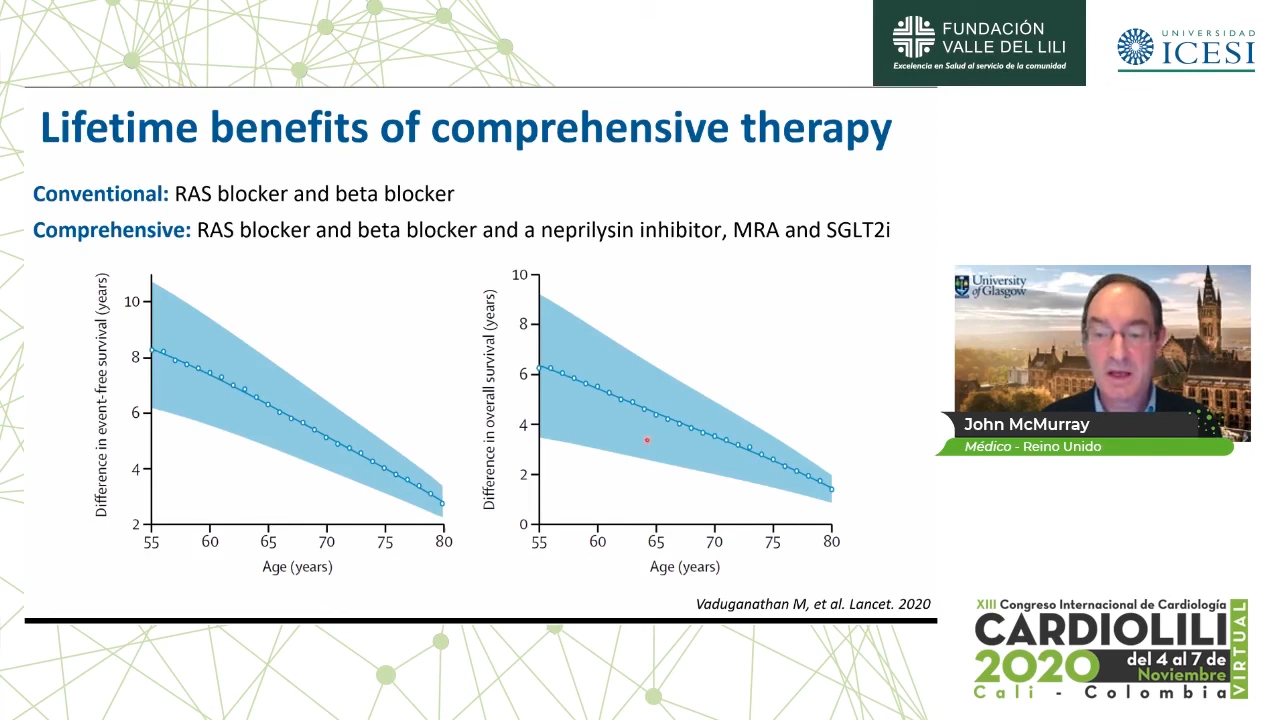 FUNDACIÓN
VALLE DEL LILI
Excelencia en Salud al servicio de la comunidad
UNIVERSIDAD
ICESI
Lifetime benefits of comprehensive therapy
Conventional: RAS blocker and beta blocker
Comprehensive: RAS blocker and beta blocker and a neprilysin inhibitor, MRA and SGLT2i
Difference in event-free survival (years)
10
8
6
4
2
55 60 65 70 75 80
Age (years)
Difference in overall survival (years)
10
8
6
4
2
0
55 60 65 70 75 80
Age (years)
Vaduganathan M, et al. Lancet. 2020
University
of Glasgow
John McMurray
Médico - Reino Unido
XIII Congreso Internacional de Cardiología
CARDIOLILI
2020
del 4 al 7 de
Noviembre
Cali - Colombia
VIRTUAL